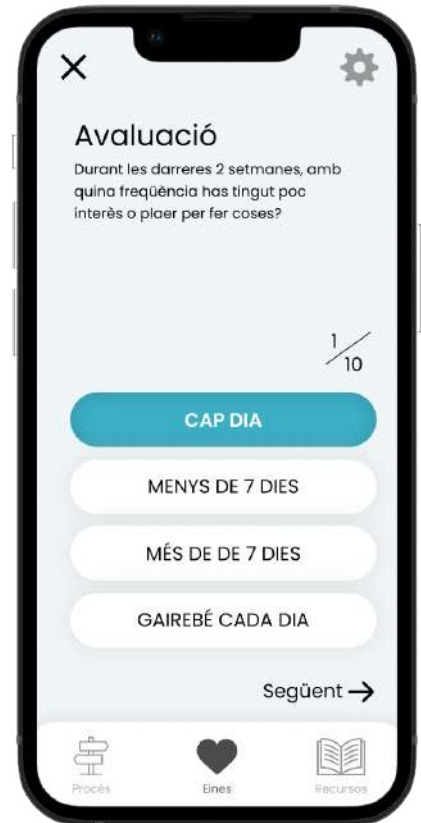 Avaluació
Durant les darreres 2 setmanes, amb
quina freqüència has tingut poc
interès o plaer per fer coses?
1/10
CAP DIA
MENYS DE 7 DIES
MÉS DE DE 7 DIES
GAIREBÉ CADA DIA
Següent →
Procés Eines Recursos